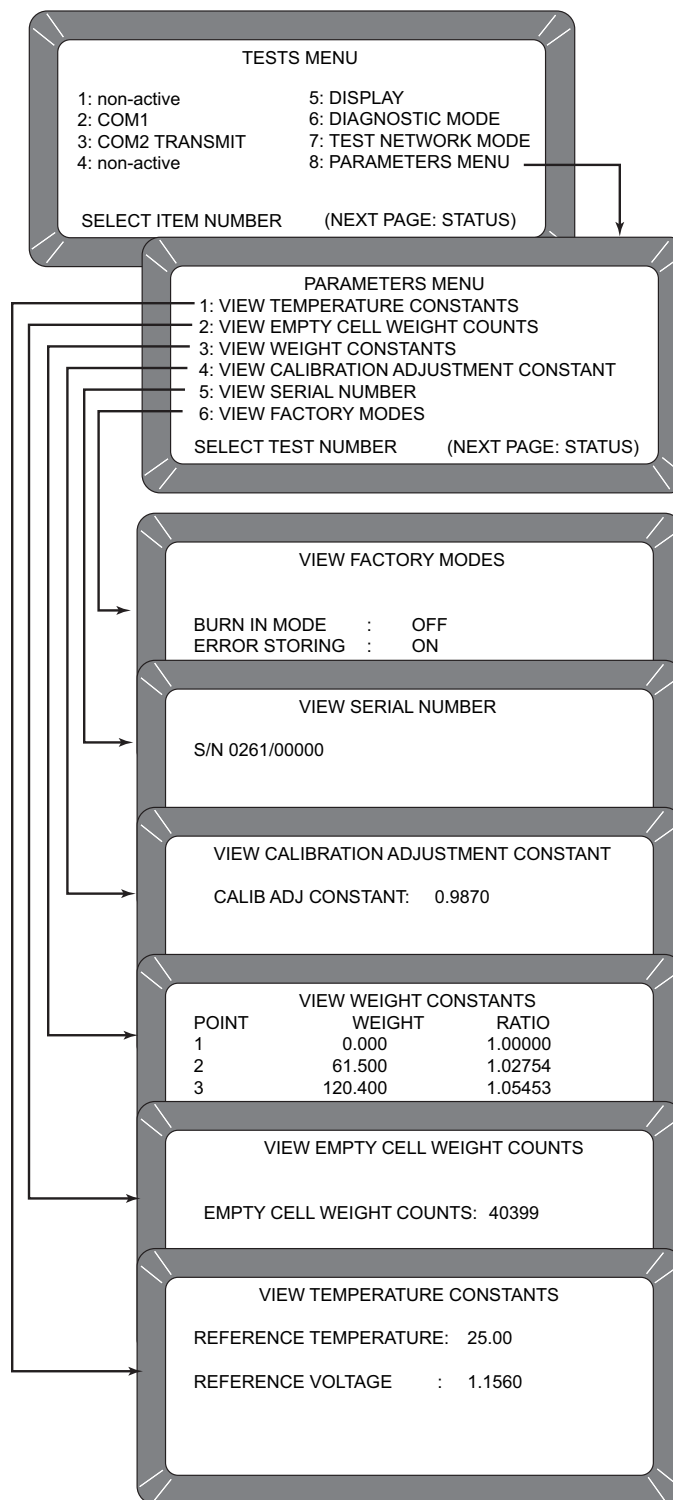 TESTS MENU
1: non-active 5: DISPLAY
2: COM1 6: DIAGNOSTIC MODE
3: COM2 TRANSMIT 7: TEST NETWORK MODE
4: non-active 8: PARAMETERS MENU
SELECT ITEM NUMBER (NEXT PAGE: STATUS)
PARAMETERS MENU
1: VIEW TEMPERATURE CONSTANTS
2: VIEW EMPTY CELL WEIGHT COUNTS
3: VIEW WEIGHT CONSTANTS
4: VIEW CALIBRATION ADJUSTMENT CONSTANT
5: VIEW SERIAL NUMBER
6: VIEW FACTORY MODES
SELECT TEST NUMBER (NEXT PAGE: STATUS)
VIEW FACTORY MODES
BURN IN MODE : OFF
ERROR STORING : ON
VIEW SERIAL NUMBER
S/N 0261/00000
VIEW CALIBRATION ADJUSTMENT CONSTANT
CALIB ADJ CONSTANT: 0.9870
VIEW WEIGHT CONSTANTS
POINT WEIGHT RATIO
1 0.000 1.00000
2 61.500 1.02754
3 120.400 1.05453
VIEW EMPTY CELL WEIGHT COUNTS
EMPTY CELL WEIGHT COUNTS: 40399
VIEW TEMPERATURE CONSTANTS
REFERENCE TEMPERATURE: 25.00
REFERENCE VOLTAGE : 1.1560